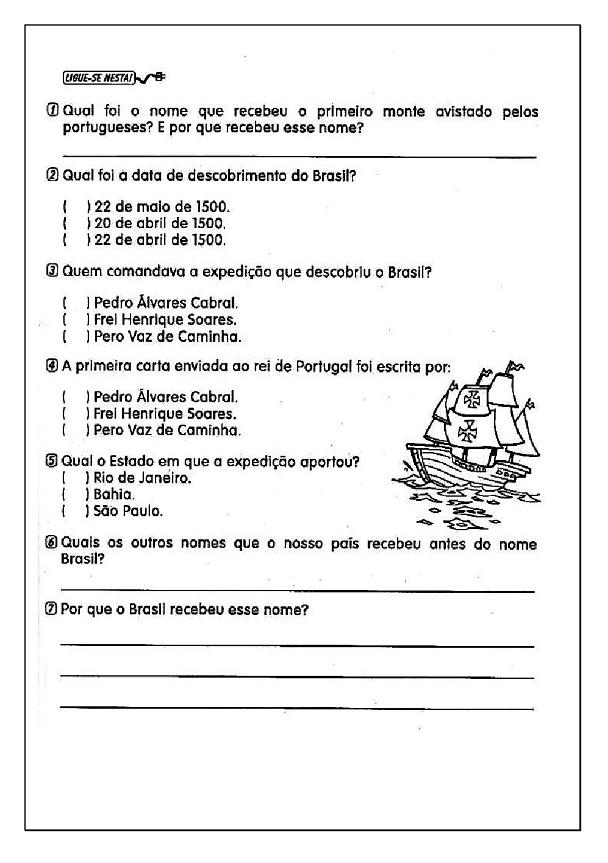 LIGUE-SE NESTA!
1 Qual foi o nome que recebeu o primeiro monte avistado pelos
portugueses? E por que recebeu esse nome?
2 Qual foi a data de descobrimento do Brasil?
( ) 22 de maio de 1500.
( ) 20 de abril de 1500.
( ) 22 de abril de 1500.
3 Quem comandava a expedição que descobriu o Brasil?
( ) Pedro Álvares Cabral.
( ) Frei Henrique Soares.
( ) Pero Vaz de Caminha.
4 A primeira carta enviada ao rei de Portugal foi escrita por:
( ) Pedro Álvares Cabral.
( ) Frei Henrique Soares.
( ) Pero Vaz de Caminha.
5 Qual o Estado em que a expedição aportou?
( ) Rio de Janeiro.
( ) Bahia.
( ) São Paulo.
6 Quais os outros nomes que o nosso país recebeu antes do nome
Brasil?
7 Por que o Brasil recebeu esse nome?